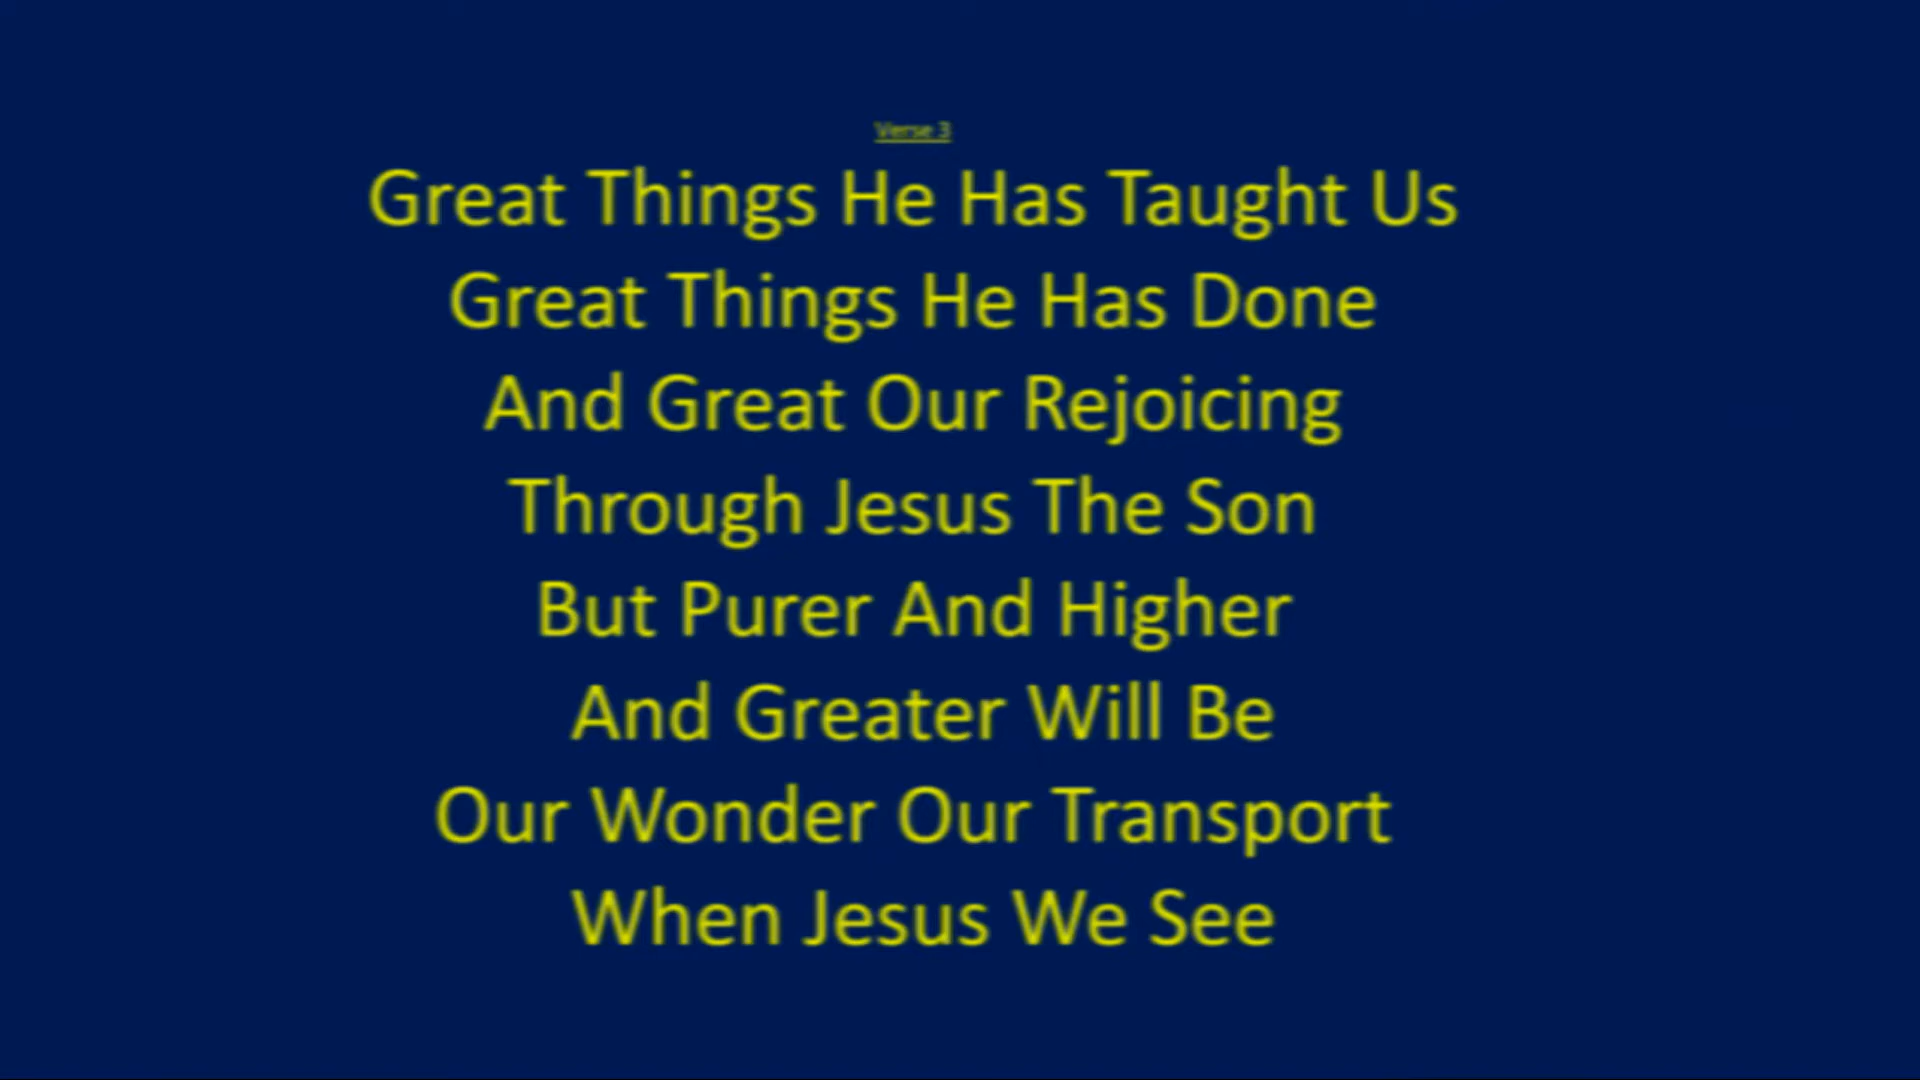 Verse 3
Great Things He Has Taught Us
Great Things He Has Done
And Great Our Rejoicing
Through Jesus The Son
But Purer And Higher
And Greater Will Be
Our Wonder Our Transport
When Jesus We See